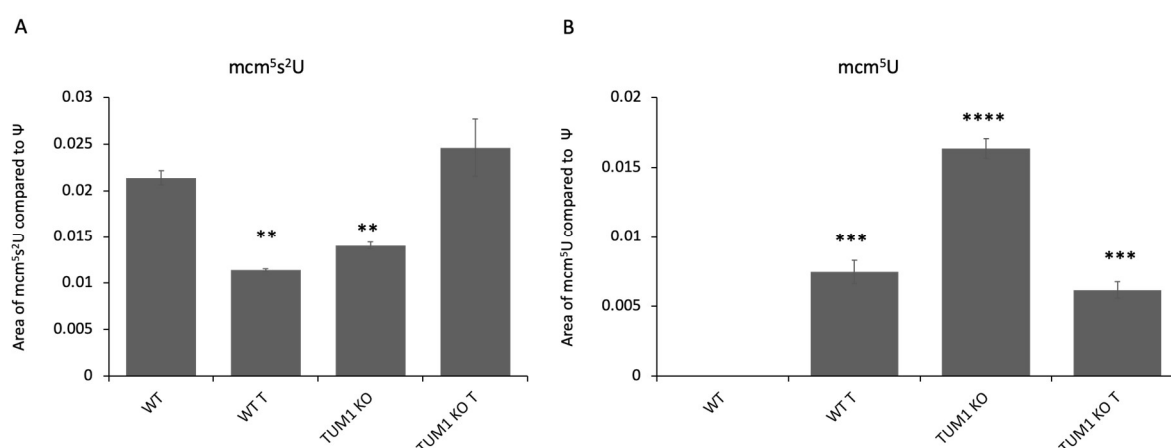 A
mcm⁵s²U
Area of mcm⁵s²U compared to Ψ
0.03
0.025
0.02
0.015
0.01
0.005
0
**
**
WT
WT T
TUM1 KO
TUM1 KO T
B
mcm⁵U
Area of mcm⁵U compared to Ψ
0.02
0.015
0.01
0.005
0
***
****
***
WT
WT T
TUM1 KO
TUM1 KO T